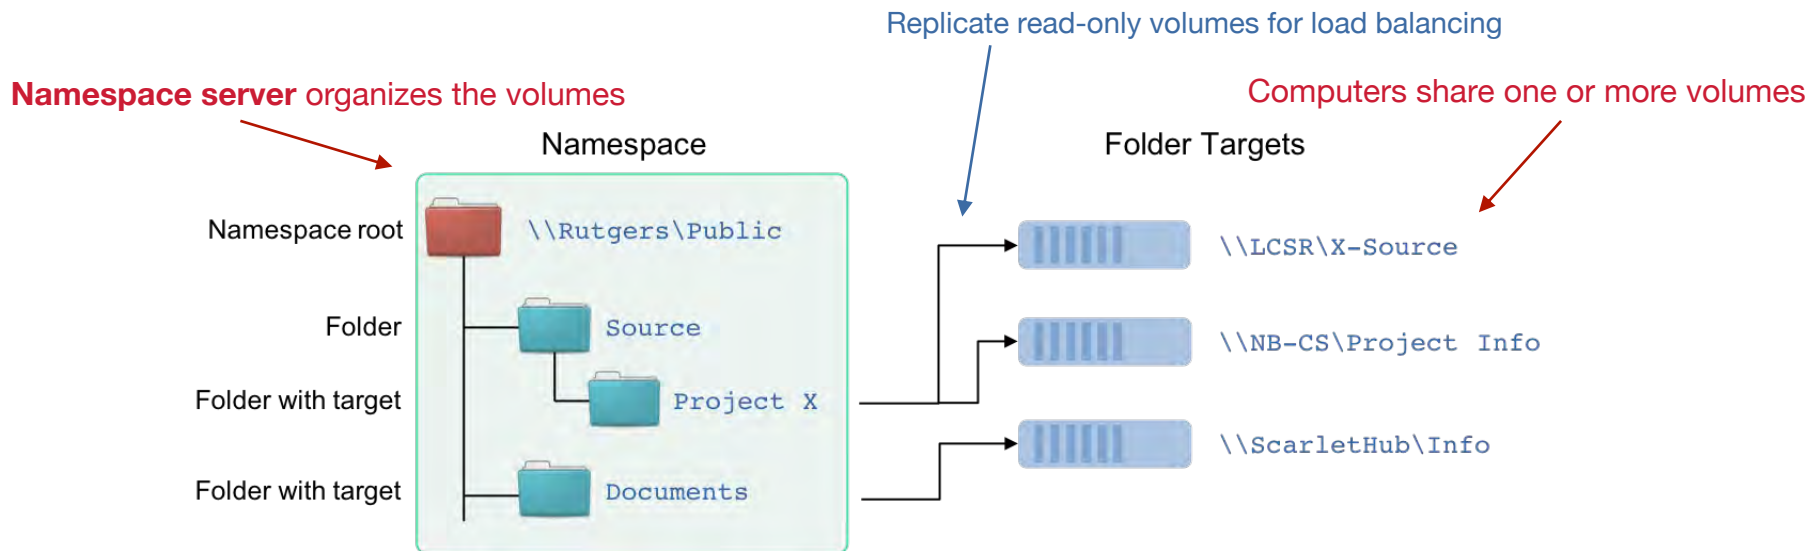 Replicate read-only volumes for load balancing
Namespace server organizes the volumes
Computers share one or more volumes
Namespace
Folder Targets
Namespace root
\\Rutgers\Public
\\LCSR\X-Source
Folder
Source
\\NB-CS\Project Info
Folder with target
Project X
\\ScarletHub\Info
Folder with target
Documents